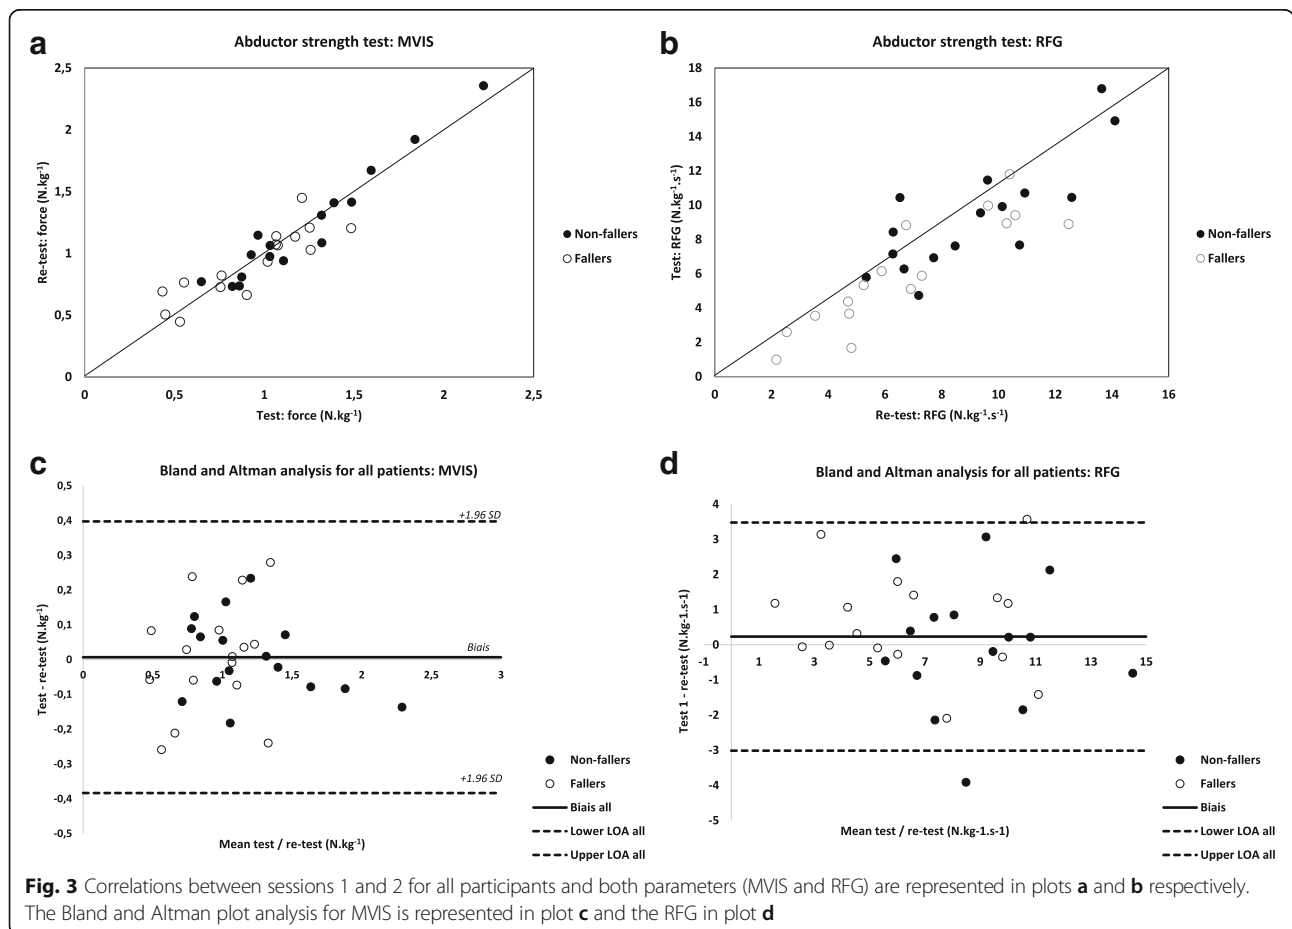 a
Abductor strength test: MVIS
2,5
2
1,5
1
0,5
0
Re-test: force (N.kg-1)
0 0,5 1 1,5 2 2,5
Test: force (N.kg-1)
Non-fallers
Fallers
b
Abductor strength test: RFG
18
16
14
12
10
8
6
4
2
0
Test: RFG (N.kg-1.s-1)
0 2 4 6 8 10 12 14 16
Re-test: RFG (N.kg-1.s-1)
Non-fallers
Fallers
c
Bland and Altman analysis for all patients: MVIS)
0,5
0,4
0,3
0,2
0,1
0
-0,1
-0,2
-0,3
-0,4
-0,5
Test - re-test (N.kg-1)
+1.96 SD
Biais
0,5 1 1,5 2 2,5 3
+1.96 SD
Mean test / re-test (N.kg-1)
Non-fallers
Fallers
Biais all
Lower LOA all
Upper LOA all
d
Bland and Altman analysis for all patients: RFG
4
3
2
1
0
-1
-2
-3
-4
-5
Test 1 - re-test (N.kg-1.s-1)
-1 1 3 5 7 9 11 13 15
Mean test / re-test (N.kg-1.s-1)
Non-fallers
Fallers
Biais
Lower LOA all
Upper LOA all
Fig. 3 Correlations between sessions 1 and 2 for all participants and both parameters (MVIS and RFG) are represented in plots a and b respectively.
The Bland and Altman plot analysis for MVIS is represented in plot c and the RFG in plot d